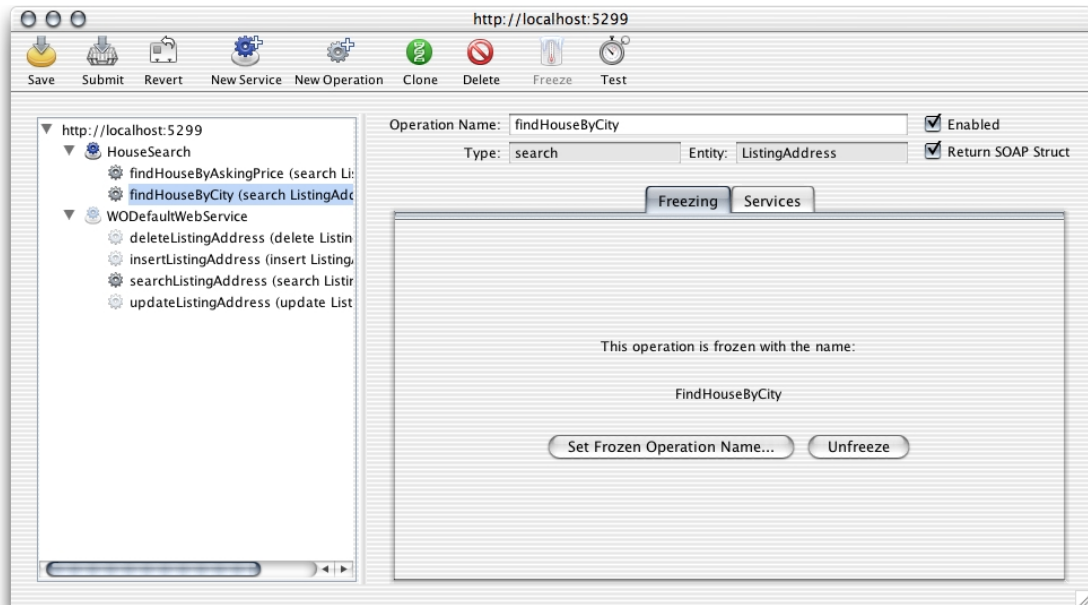 http://localhost:5299
Save Submit Revert New Service New Operation Clone Delete Freeze Test
http://localhost:5299
HouseSearch
findHouseByAskingPrice (search Li
findHouseByCity (search ListingAdd
WODefaultWebService
deleteListingAddress (delete Listin
insertListingAddress (insert Listing
searchListingAddress (search Listin
updateListingAddress (update List
Operation Name: findHouseByCity Enabled
Type: search Entity: ListingAddress Return SOAP Struct
Freezing Services
This operation is frozen with the name:
FindHouseByCity
Set Frozen Operation Name... Unfreeze